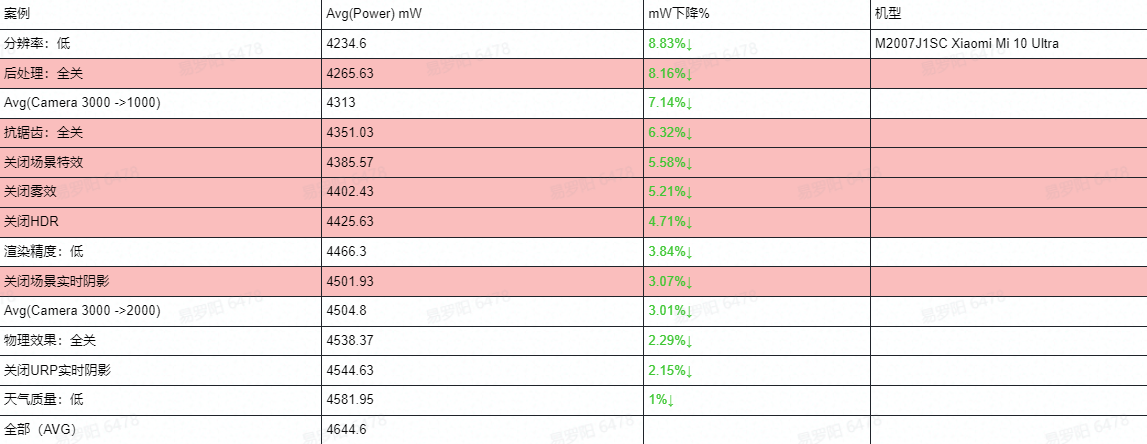 案例 Avg(Power) mW mW下降% 机型
分辨率：低 4234.6 8.83%↓ M2007J1SC Xiaomi Mi 10 Ultra
后处理：全关 4265.63 8.16%↓
Avg(Camera 3000 ->1000) 4313 7.14%↓
抗锯齿：全关 4351.03 6.32%↓
关闭场景特效 4385.57 5.58%↓
关闭雾效 4402.43 5.21%↓
关闭HDR 4425.63 4.71%↓
渲染精度：低 4466.3 3.84%↓
关闭场景实时阴影 4501.93 3.07%↓
Avg(Camera 3000 ->2000) 4504.8 3.01%↓
物理效果：全关 4538.37 2.29%↓
关闭URP实时阴影 4544.63 2.15%↓
天气质量：低 4581.95 1%↓
全部（AVG） 4644.6
易罗阳 6478